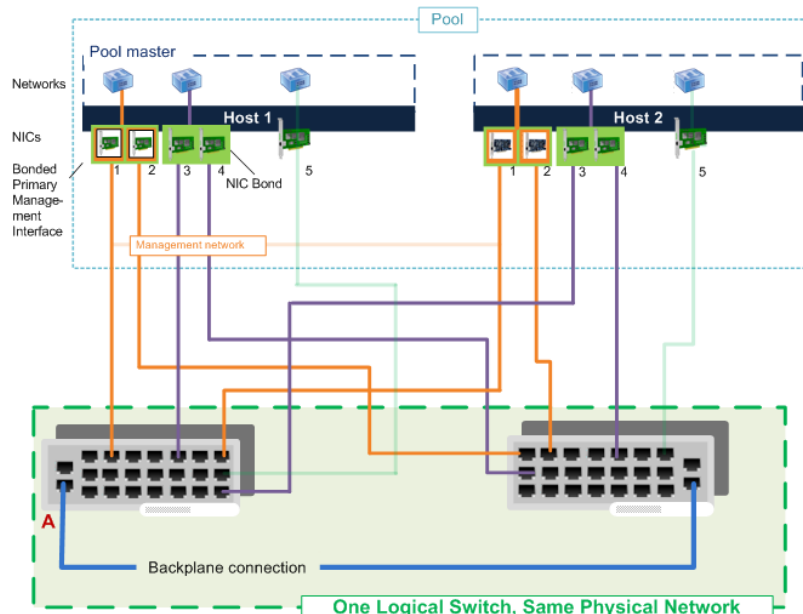 Pool
Pool master
Networks
Host 1
Host 2
NICs
Bonded
Primary
Manage-
ment
Interface
1
2
3
4
5
1
2
3
4
5
NIC Bond
Management network
A
Backplane connection
One Logical Switch, Same Physical Network